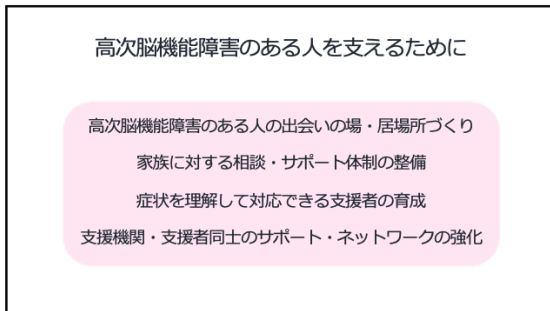 高次脳機能障害のある人を支えるために
高次脳機能障害のある人の出会いの場・居場所づくり
家族に対する相談・サポート体制の整備
症状を理解して対応できる支援者の育成
支援機関・支援者同士のサポート・ネットワークの強化